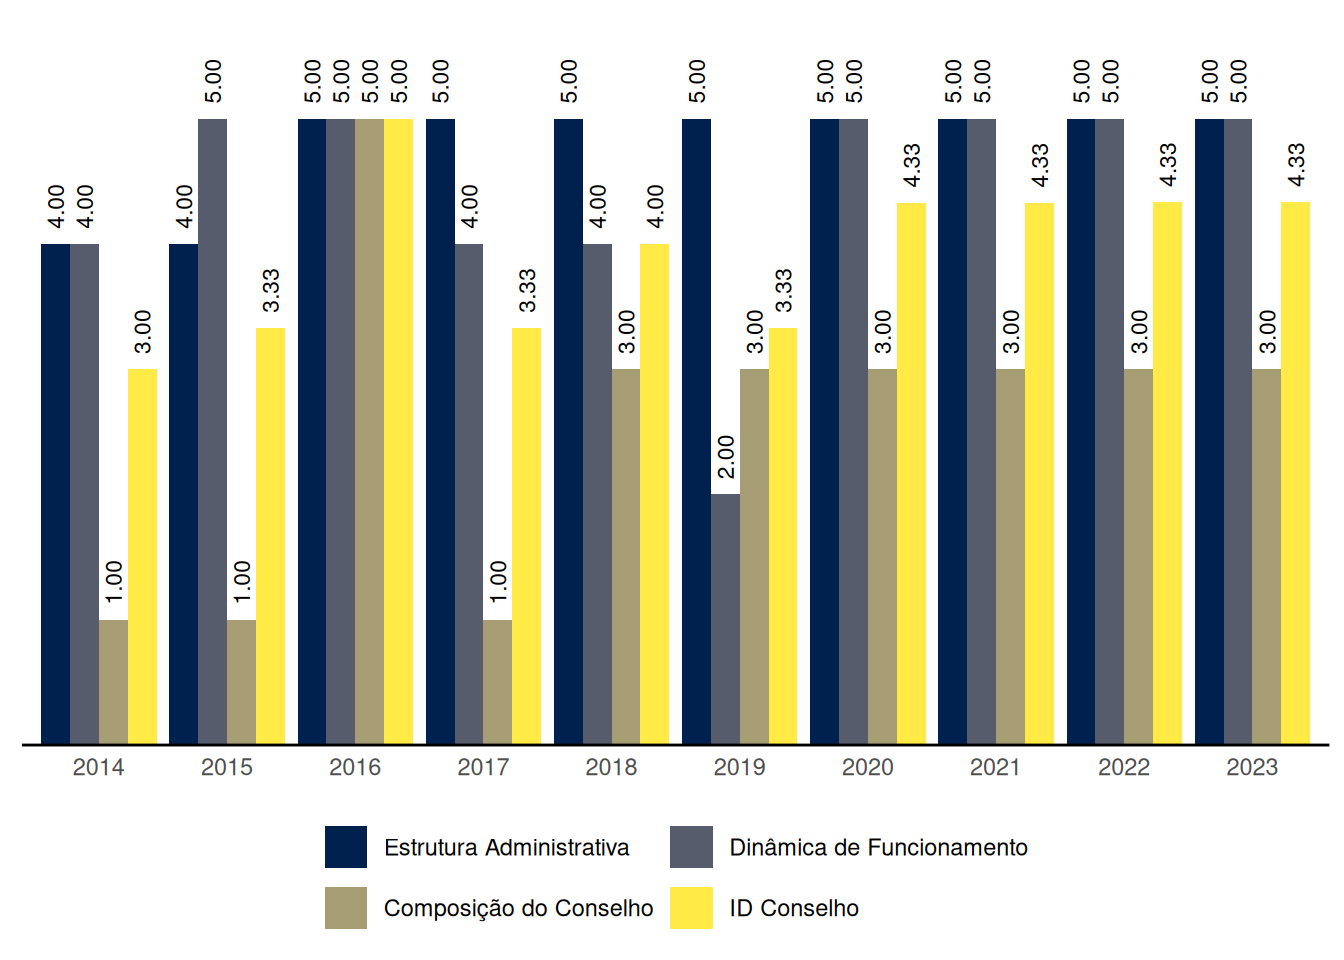 4.00 4.00 1.00 3.00
4.00 5.00 1.00 3.33
5.00 5.00 5.00 5.00
5.00 4.00 1.00 3.33
5.00 4.00 3.00 4.00
5.00 2.00 3.00 3.33
5.00 5.00 3.00 4.33
5.00 5.00 3.00 4.33
5.00 5.00 3.00 4.33
5.00 5.00 3.00 4.33
2014 2015 2016 2017 2018 2019 2020 2021 2022 2023
Estrutura Administrativa Dinâmica de Funcionamento
Composição do Conselho ID Conselho